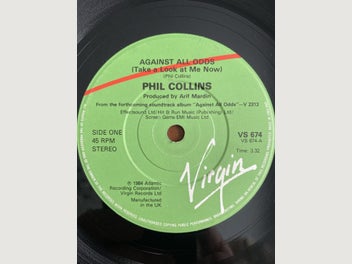 AGAINST ALL ODDS
(Take a Look at Me Now)
(Phil Collins)
PHIL COLLINS
Produced by Arif Mardin
From the forthcoming soundtrack album "Against All Odds"—V 2313
Effectsound Ltd/Hit & Run Music (Publishing) Ltd/
Screen Gems-EMI Music Ltd
SIDE ONE
45 RPM
STEREO
VS 674
VS 674-A
Time: 3.32
Virgin
℗ 1984 Atlantic
Recording Corporation/
Virgin Records Ltd
Manufactured
in the UK